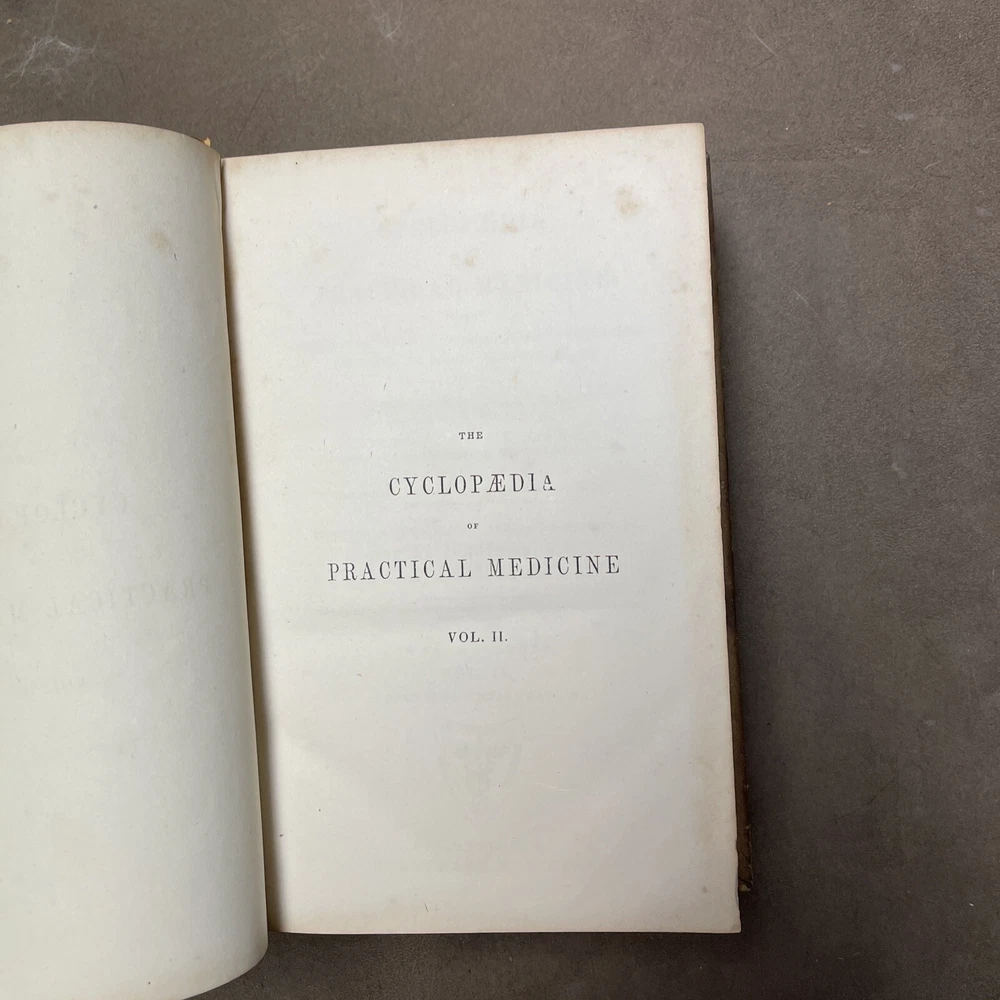 THE
CYCLOPÆDIA
OF
PRACTICAL MEDICINE
VOL. II.